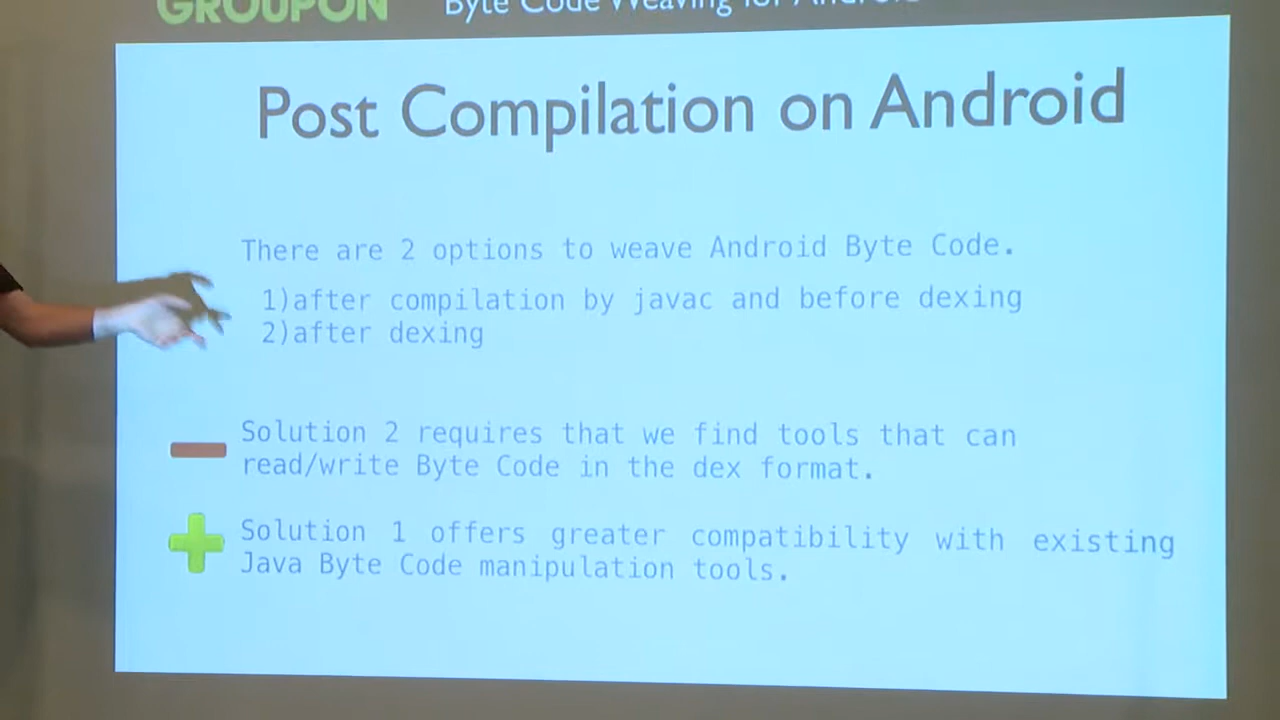 GROUPON Byte Code Weaving for Android
Post Compilation on Android
There are 2 options to weave Android Byte Code.
1)after compilation by javac and before dexing
2)after dexing
Solution 2 requires that we find tools that can
read/write Byte Code in the dex format.
Solution 1 offers greater compatibility with existing
Java Byte Code manipulation tools.